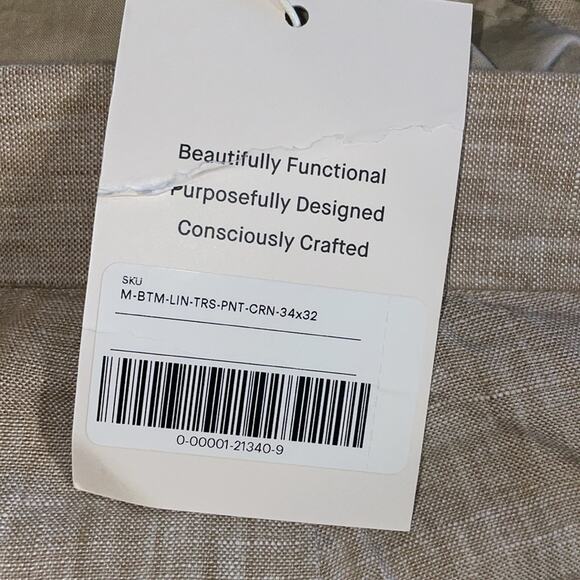 Beautifully Functional
Purposefully Designed
Consciously Crafted
SKU
M-BTM-LIN-TRS-PNT-CRN-34x32
0-00001-21340-9